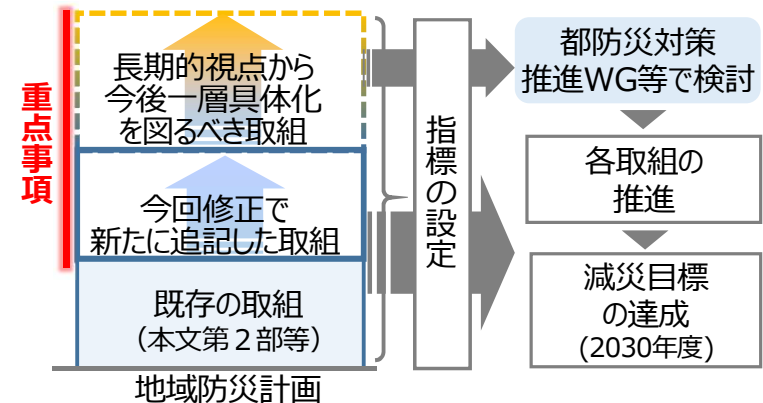 重点事項
長期的視点から
今後一層具体化
を図るべき取組
今回修正で
新たに追記した取組
既存の取組
（本文第２部等）
地域防災計画
指標の設定
都防災対策
推進WG等で検討
各取組の
推進
減災目標
の達成
(2030年度)